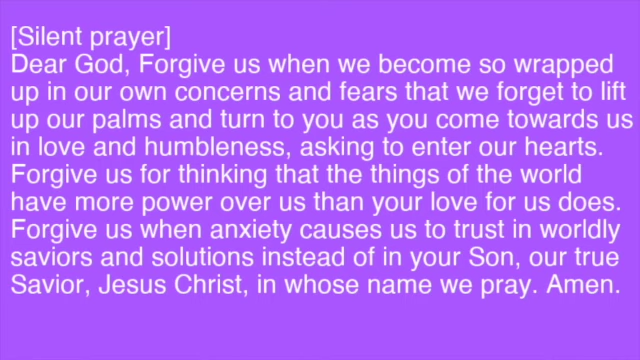 [Silent prayer]
Dear God, Forgive us when we become so wrapped
up in our own concerns and fears that we forget to lift
up our palms and turn to you as you come towards us
in love and humbleness, asking to enter our hearts.
Forgive us for thinking that the things of the world
have more power over us than your love for us does.
Forgive us when anxiety causes us to trust in worldly
saviors and solutions instead of in your Son, our true
Savior, Jesus Christ, in whose name we pray. Amen.